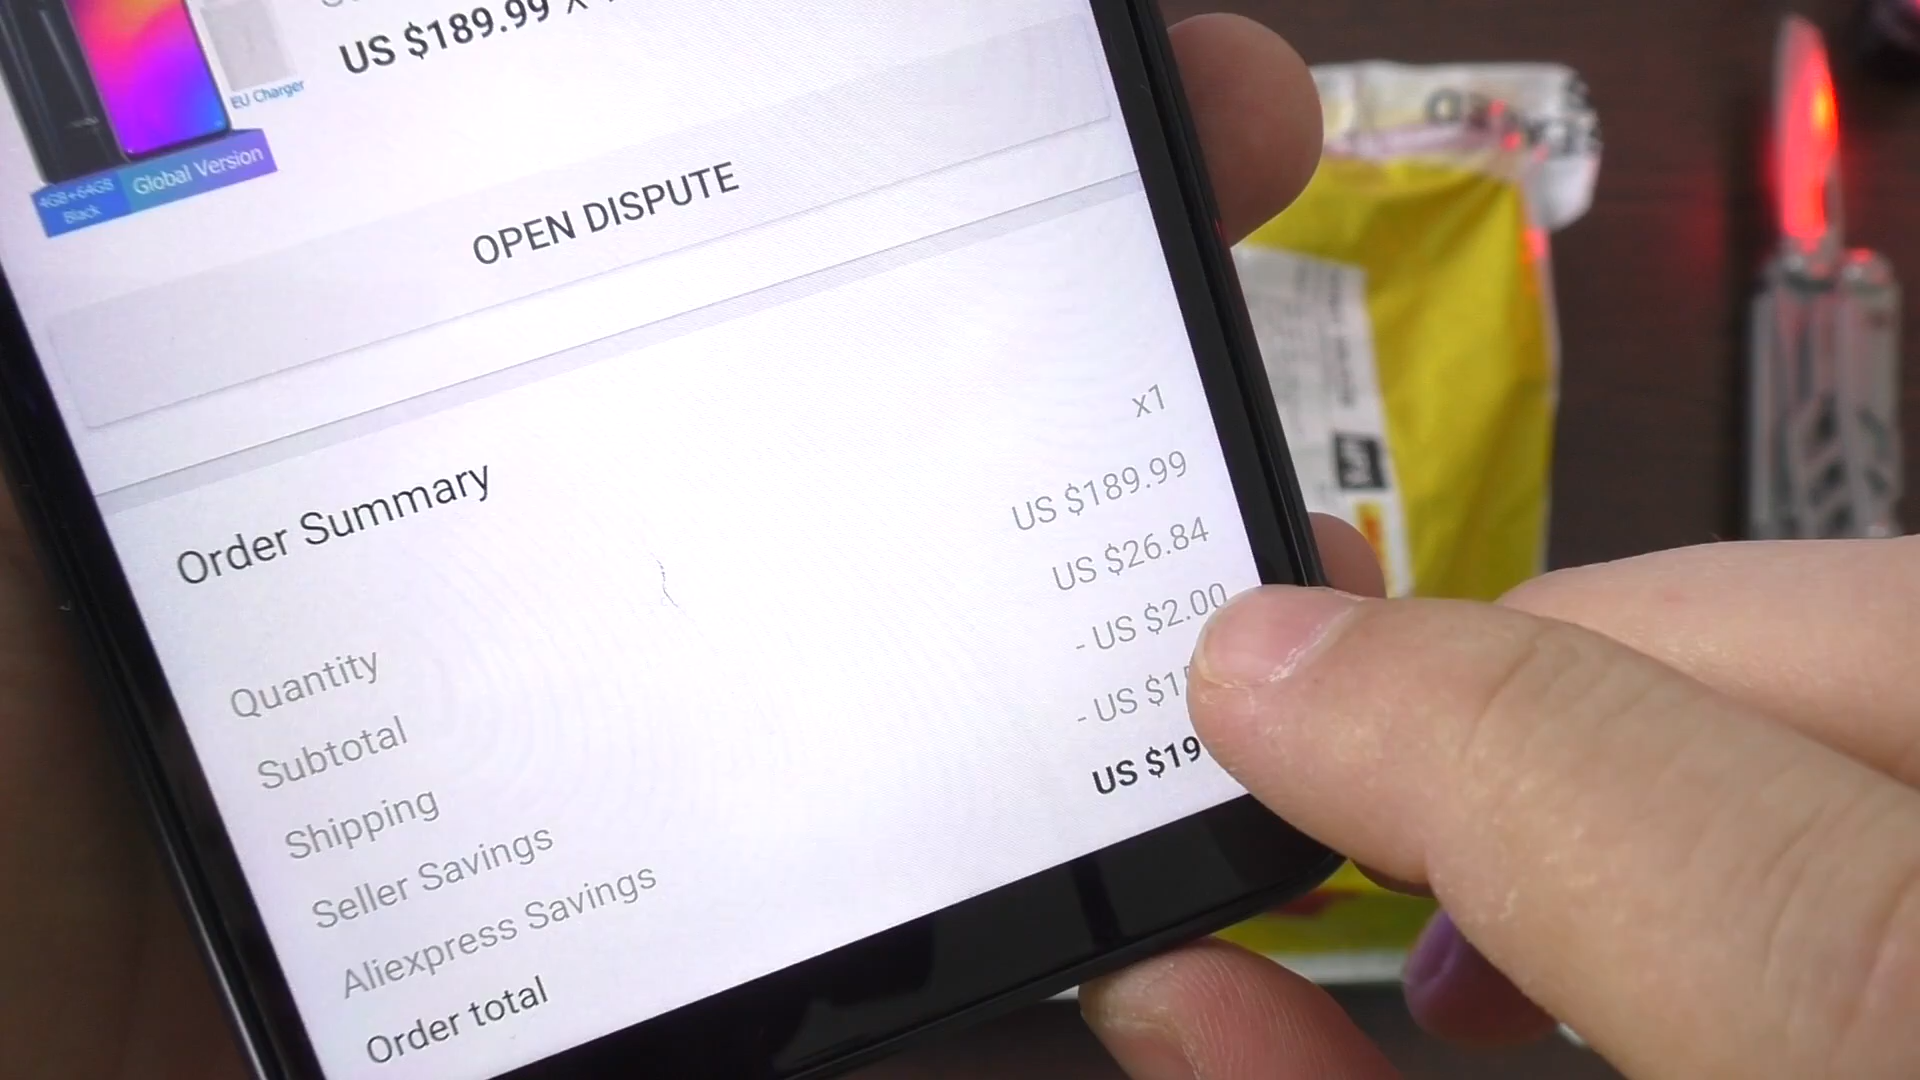 US $189.99 x
EU Charger
4GB+64GB
Black
Global Version
OPEN DISPUTE
Order Summary
Quantity x1
Subtotal US $189.99
Shipping US $26.84
Seller Savings - US $2.00
Aliexpress Savings - US $1
Order total US $19